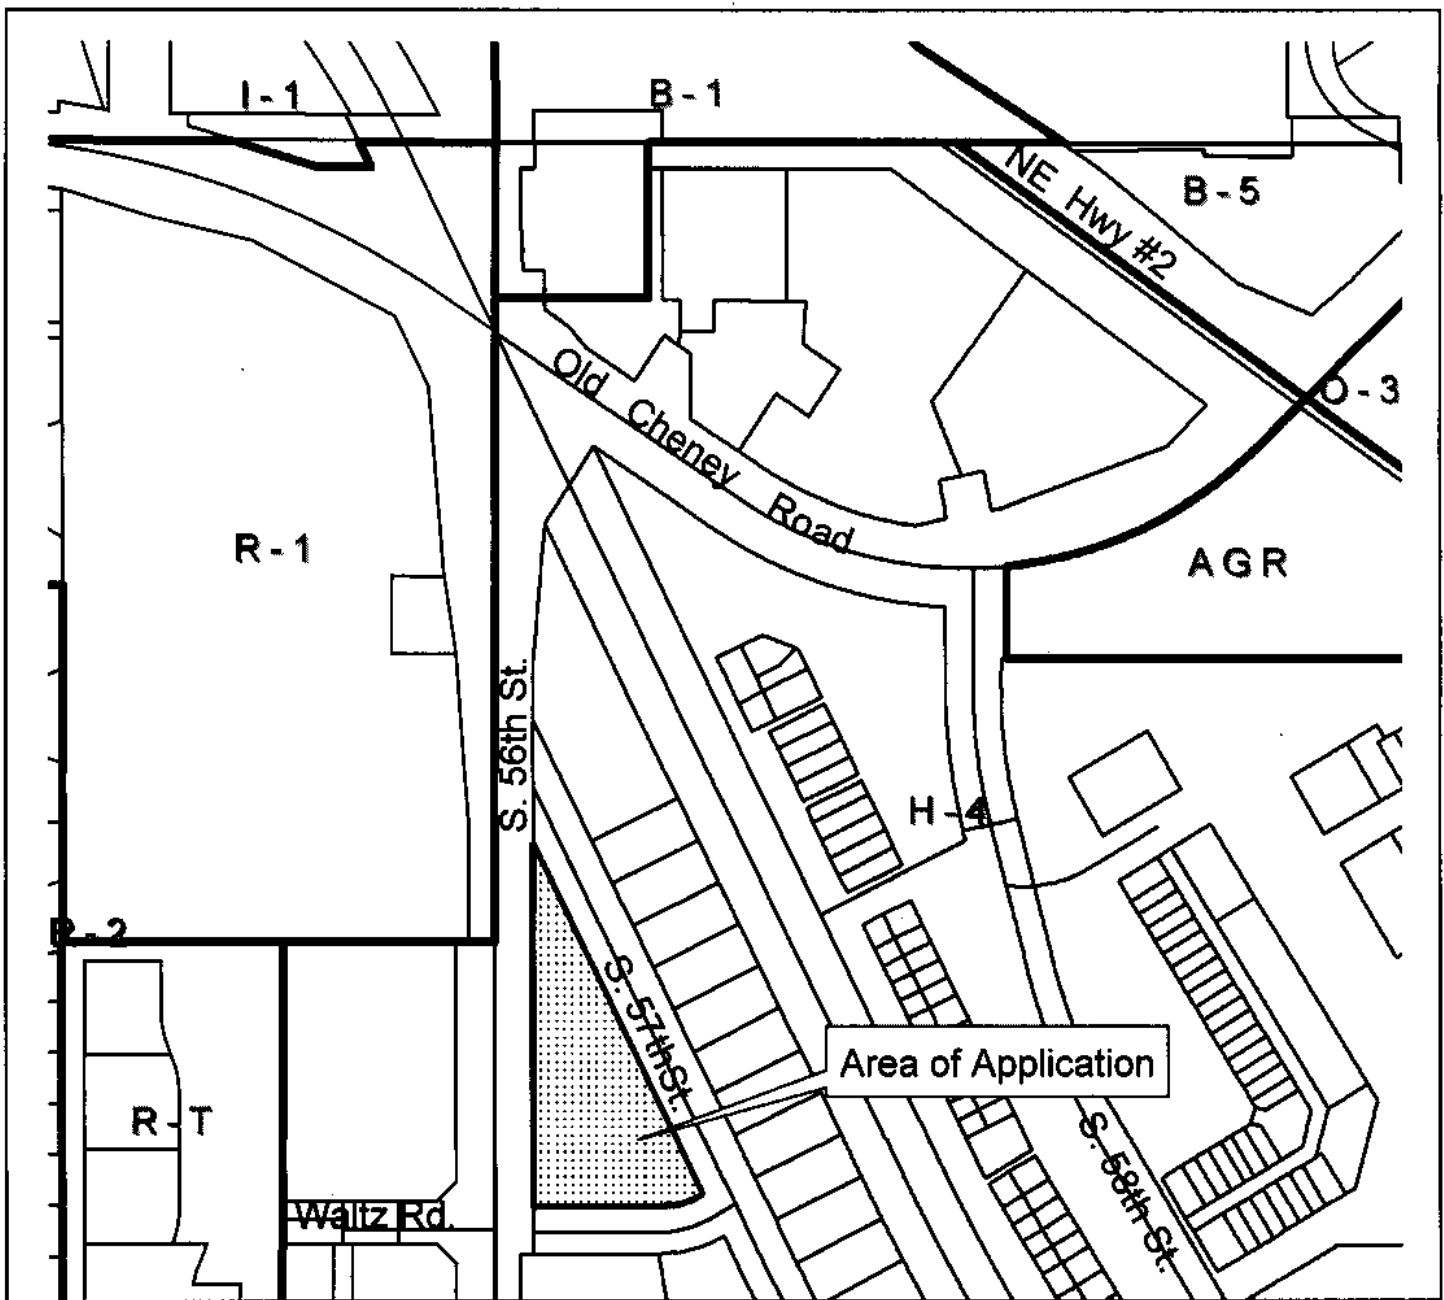 I - 1
B - 1
NE Hwy #2
B - 5
Old Cheney Road
O - 3
R - 1
AGR
S. 56th St.
H - 4
R - 2
S. 57th St.
Area of Application
R - T
S. 58th St.
Waltz Rd.